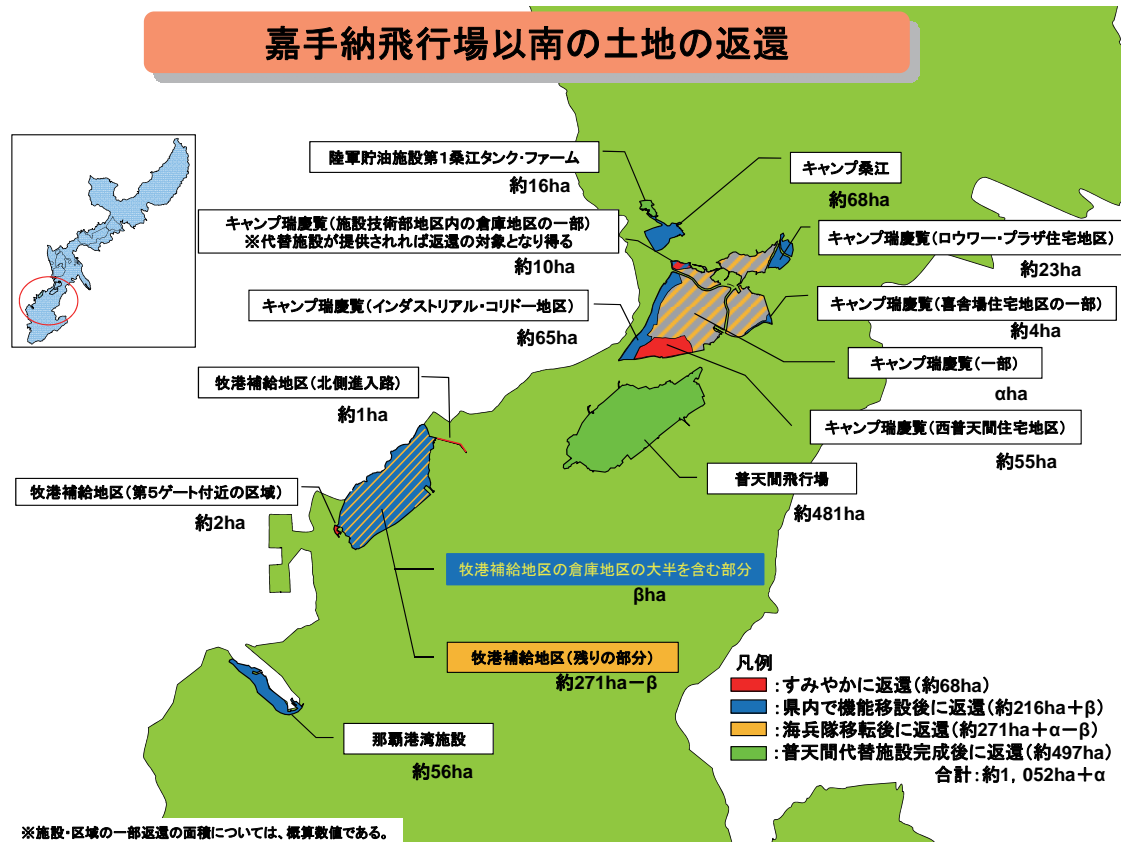 嘉手納飛行場以南の土地の返還
陸軍貯油施設第1桑江タンク・ファーム
約16ha
キャンプ桑江
約68ha
キャンプ瑞慶覧(施設技術部地区内の倉庫地区の一部)
※代替施設が提供されれば返還の対象となり得る
約10ha
キャンプ瑞慶覧(ロウワー・プラザ住宅地区)
約23ha
キャンプ瑞慶覧(インダストリアル・コリドー地区)
約65ha
キャンプ瑞慶覧(喜舎場住宅地区の一部)
約4ha
キャンプ瑞慶覧(一部)
αha
牧港補給地区(北側進入路)
約1ha
キャンプ瑞慶覧(西普天間住宅地区)
約55ha
普天間飛行場
約481ha
牧港補給地区(第5ゲート付近の区域)
約2ha
牧港補給地区の倉庫地区の大半を含む部分
βha
牧港補給地区(残りの部分)
約271ha-β
那覇港湾施設
約56ha
凡例
:すみやかに返還(約68ha)
:県内で機能移設後に返還(約216ha+β)
:海兵隊移転後に返還(約271ha+α-β)
:普天間代替施設完成後に返還(約497ha)
合計:約1,052ha+α
※施設・区域の一部返還の面積については、概算数値である。